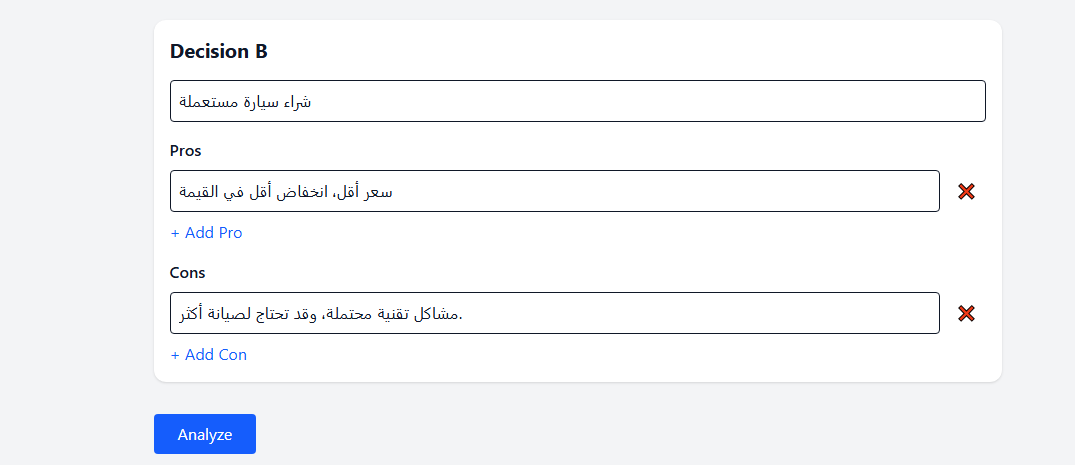 Decision B
شراء سيارة مستعملة
Pros
سعر أقل، انخفاض أقل في القيمة
+ Add Pro
Cons
مشاكل تقنية محتملة، وقد تحتاج لصيانة أكثر.
+ Add Con
Analyze